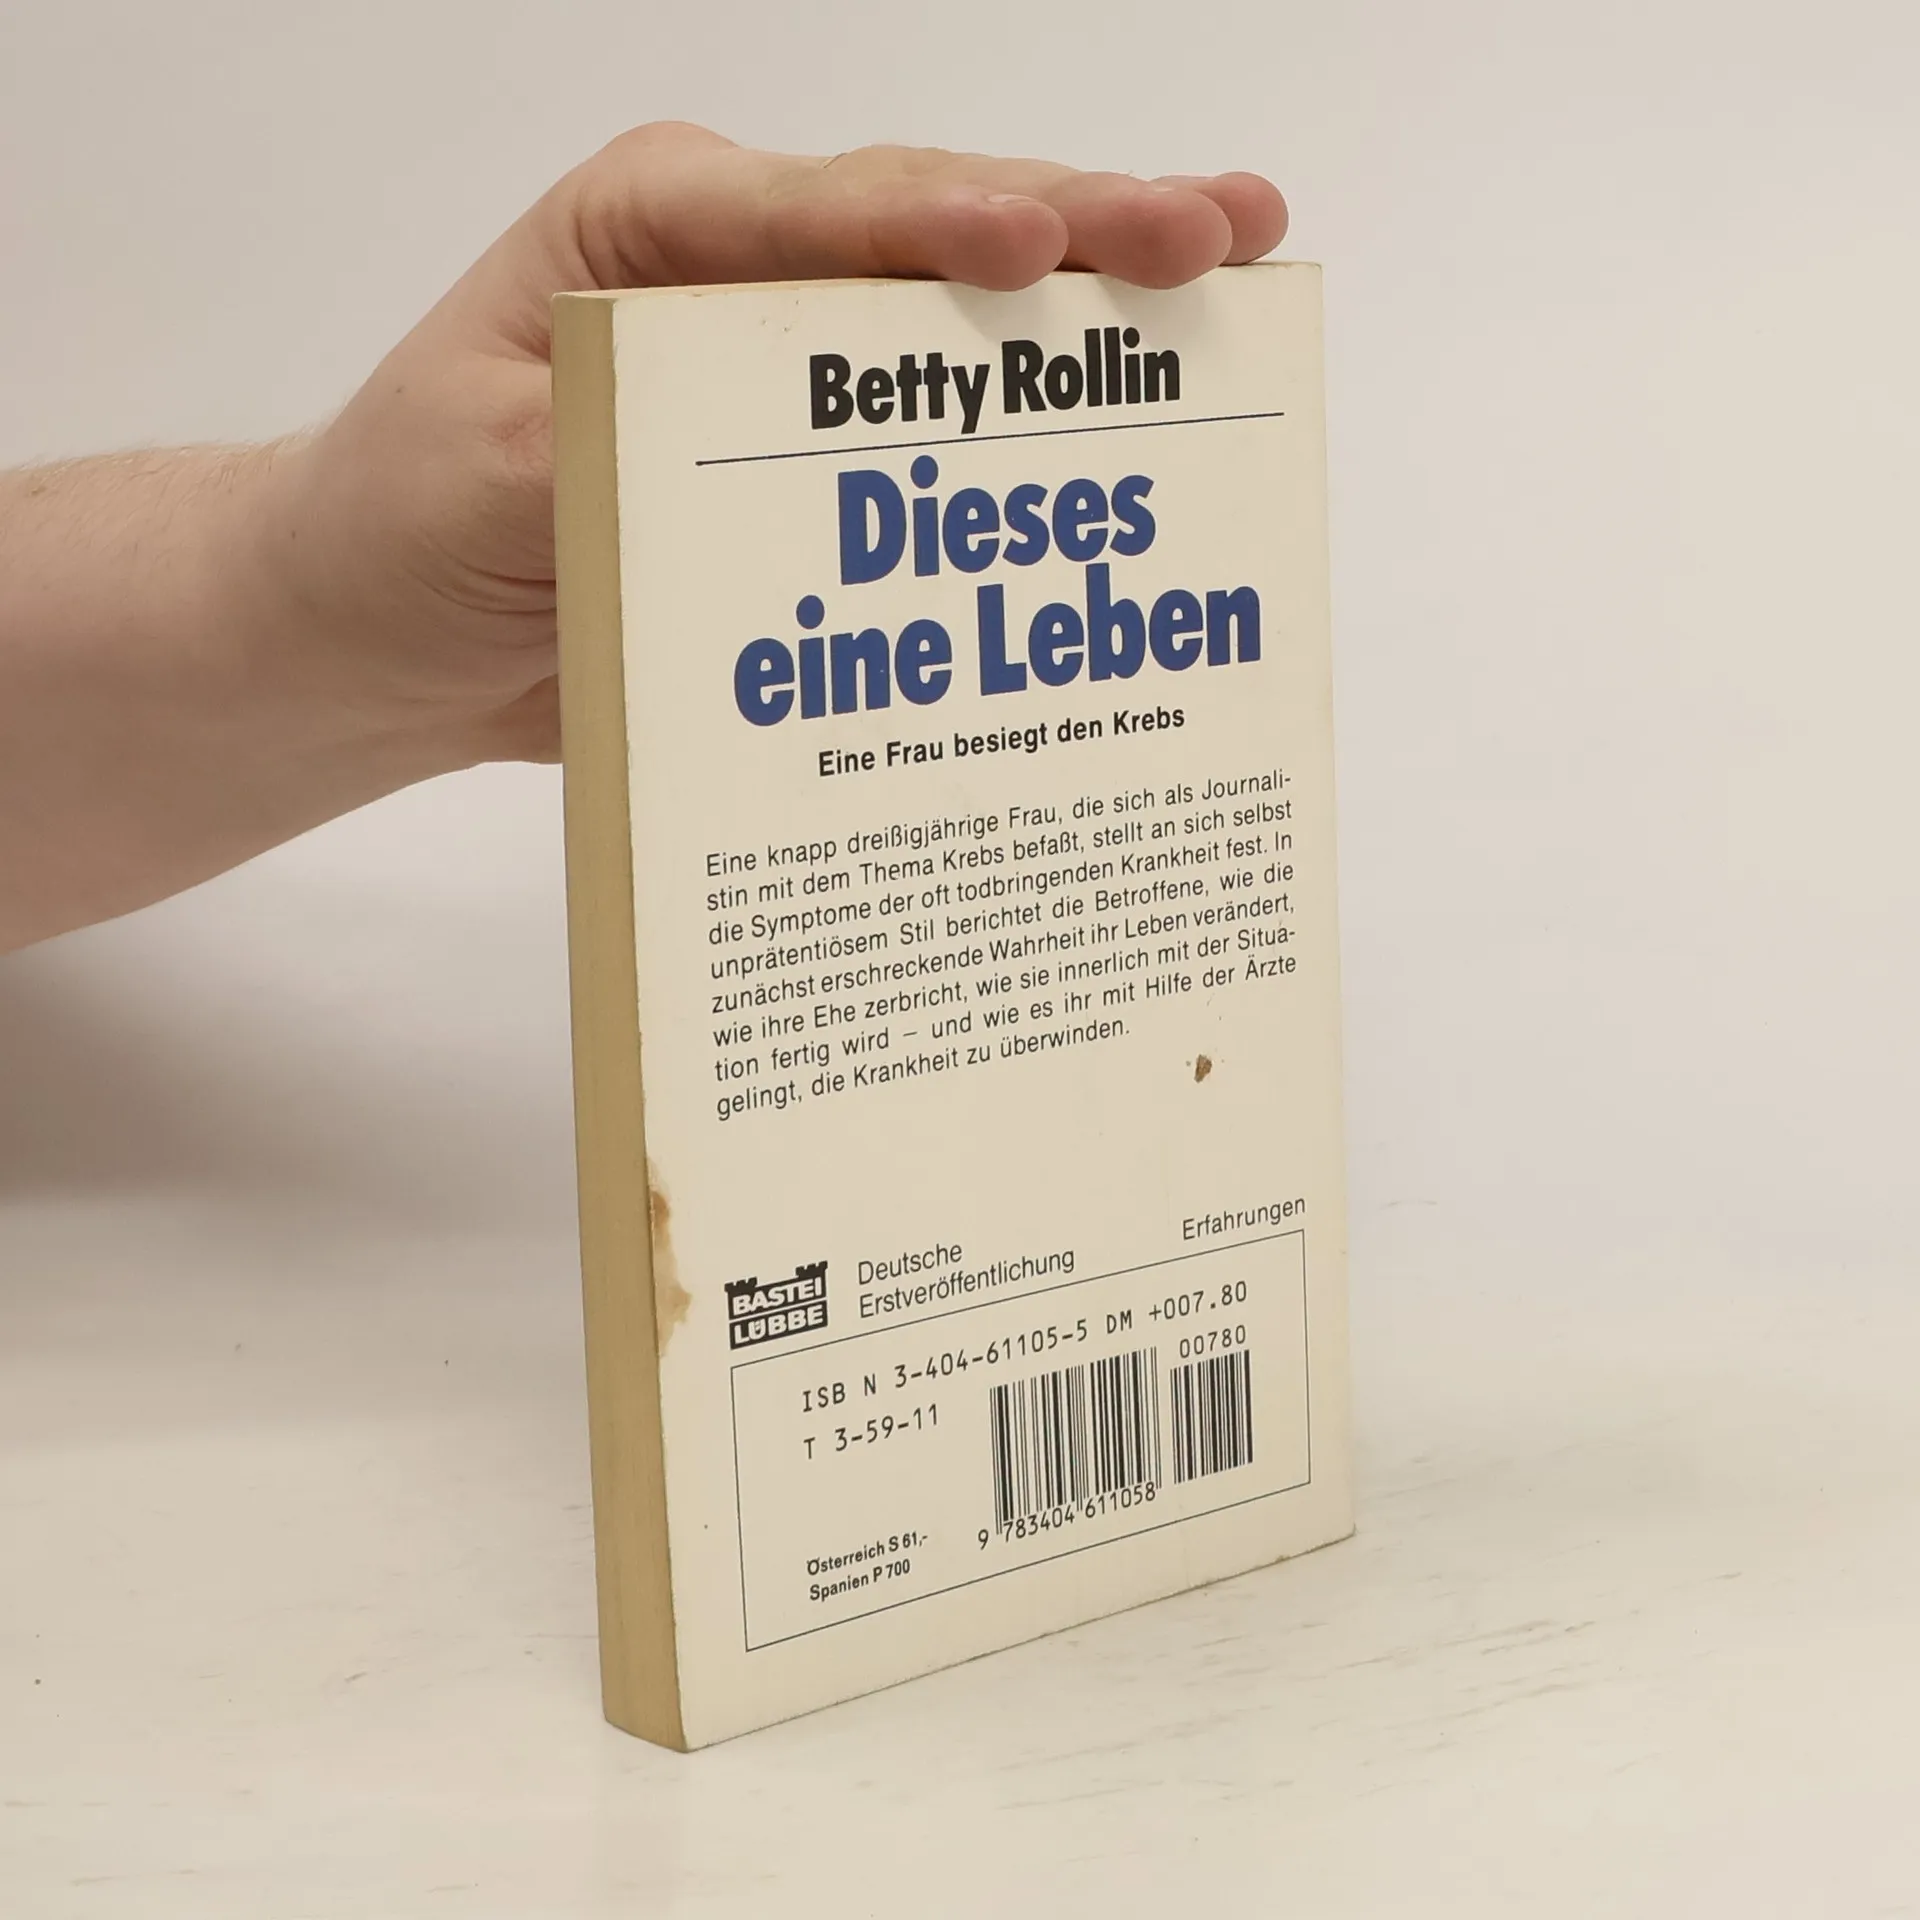 Betty Rollin
Dieses
eine Leben
Eine Frau besiegt den Krebs
Eine knapp dreißigjährige Frau, die sich als Journali-
stin mit dem Thema Krebs befaßt, stellt an sich selbst
die Symptome der oft todbringenden Krankheit fest. In
unprätentiösem Stil berichtet die Betroffene, wie die
zunächst erschreckende Wahrheit ihr Leben verändert,
wie ihre Ehe zerbricht, wie sie innerlich mit der Situa-
tion fertig wird – und wie es ihr mit Hilfe der Ärzte
gelingt, die Krankheit zu überwinden.
BASTEI
LÜBBE
Deutsche
Erstveröffentlichung
Erfahrungen
ISB N 3-404-61105-5 DM +007.80
T 3-59-11
00780
9 783404 611058
Österreich S 61,-
Spanien P 700